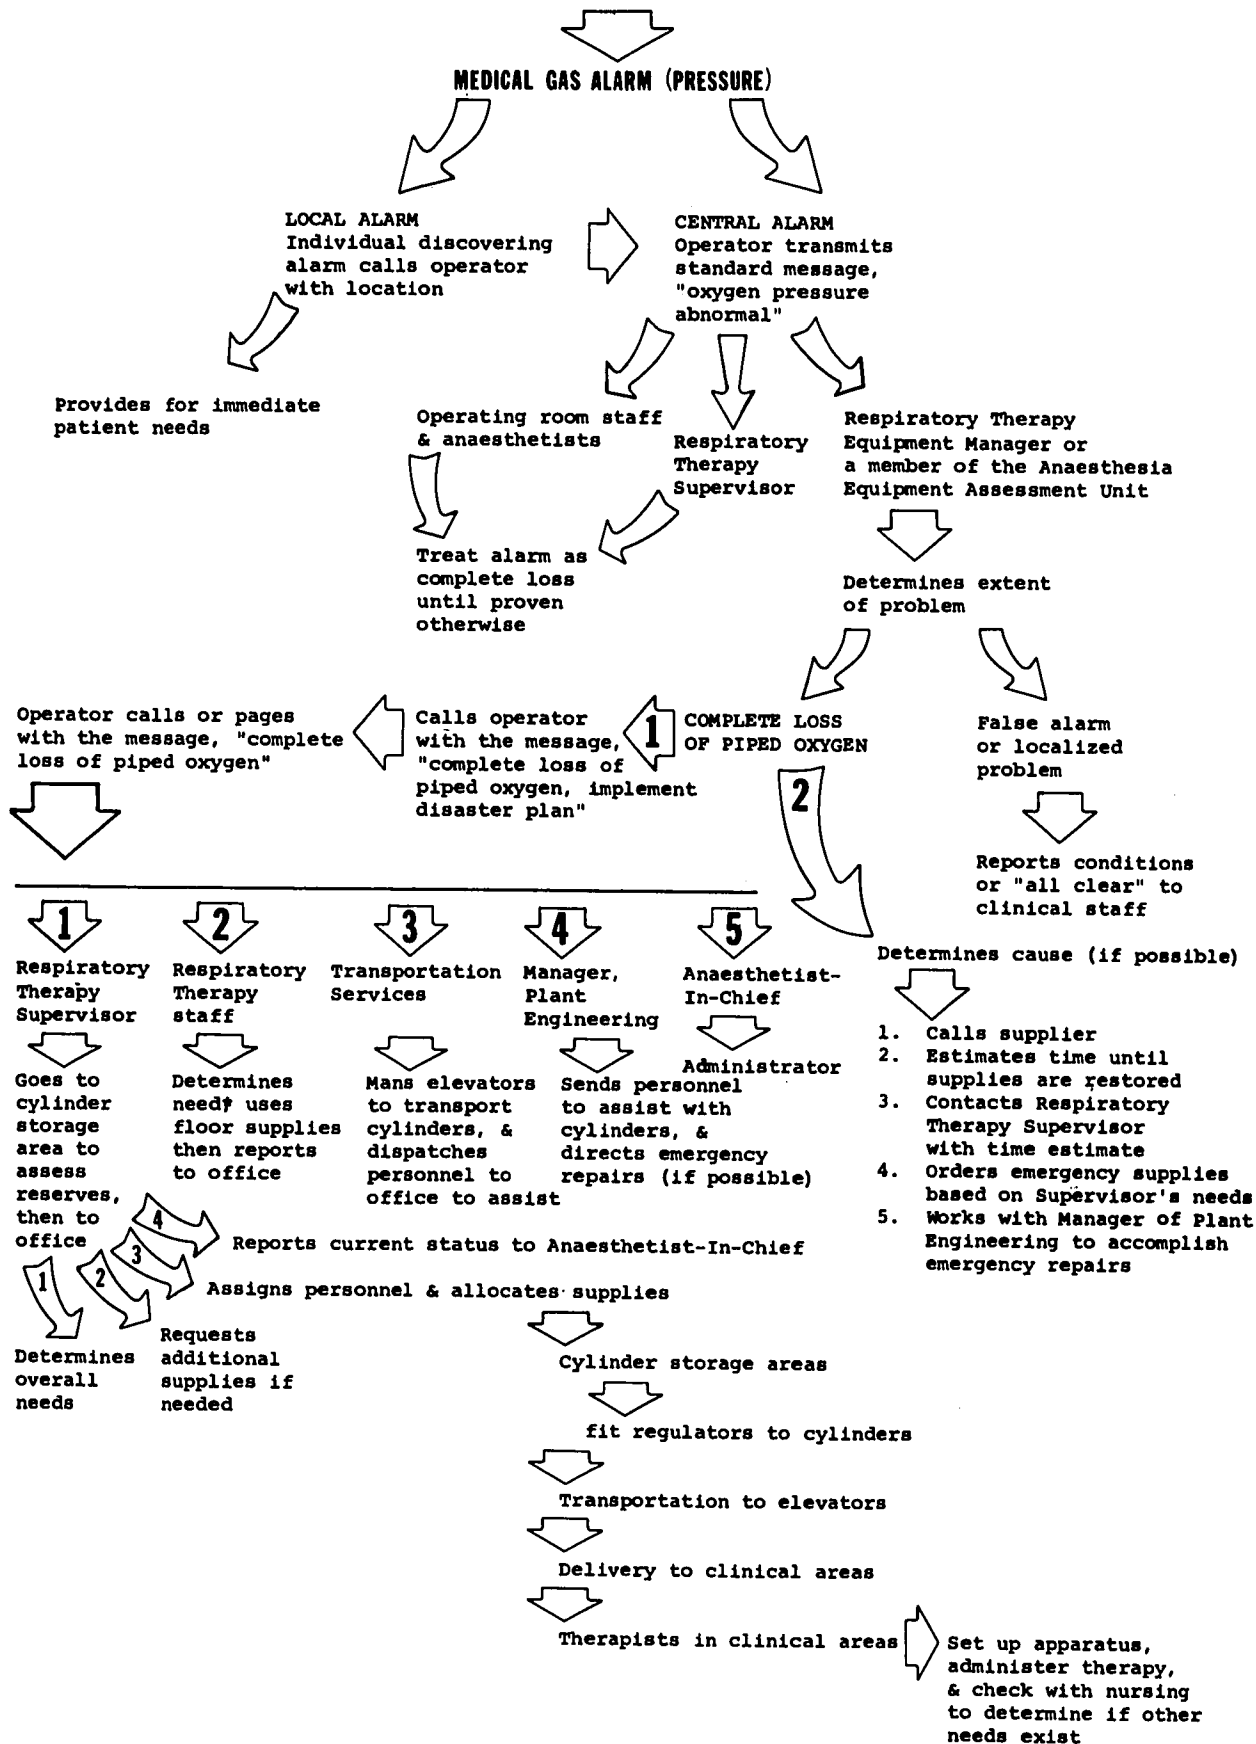 MEDICAL GAS ALARM (PRESSURE)
LOCAL ALARM
Individual discovering
alarm calls operator
with location
CENTRAL ALARM
Operator transmits
standard message,
"oxygen pressure
abnormal"
Provides for immediate
patient needs
Operating room staff
& anaesthetists
Respiratory
Therapy
Supervisor
Respiratory Therapy
Equipment Manager or
a member of the Anaesthesia
Equipment Assessment Unit
Treat alarm as
complete loss
until proven
otherwise
Determines extent
of problem
COMPLETE LOSS
OF PIPED OXYGEN
False alarm
or localized
problem
Reports conditions
or "all clear" to
clinical staff
1
Calls operator
with the message,
"complete loss of
piped oxygen, implement
disaster plan"
Operator calls or pages
with the message, "complete
loss of piped oxygen"
2
Determines cause (if possible)
1. Calls supplier
2. Estimates time until
supplies are restored
3. Contacts Respiratory
Therapy Supervisor
with time estimate
4. Orders emergency supplies
based on Supervisor's needs
5. Works with Manager of Plant
Engineering to accomplish
emergency repairs
1
Respiratory
Therapy
Supervisor
Goes to
cylinder
storage
area to
assess
reserves,
then to
office
2
Respiratory
Therapy
staff
Determines
need, uses
floor supplies
then reports
to office
3
Transportation
Services
Mans elevators
to transport
cylinders, &
dispatches
personnel to
office to assist
4
Manager,
Plant
Engineering
Sends personnel
to assist with
cylinders, &
directs emergency
repairs (if possible)
5
Anaesthetist-
In-Chief
Administrator
1
Determines
overall
needs
2
Requests
additional
supplies if
needed
3
Assigns personnel & allocates supplies
4
Reports current status to Anaesthetist-In-Chief
Cylinder storage areas
fit regulators to cylinders
Transportation to elevators
Delivery to clinical areas
Therapists in clinical areas
Set up apparatus,
administer therapy,
& check with nursing
to determine if other
needs exist